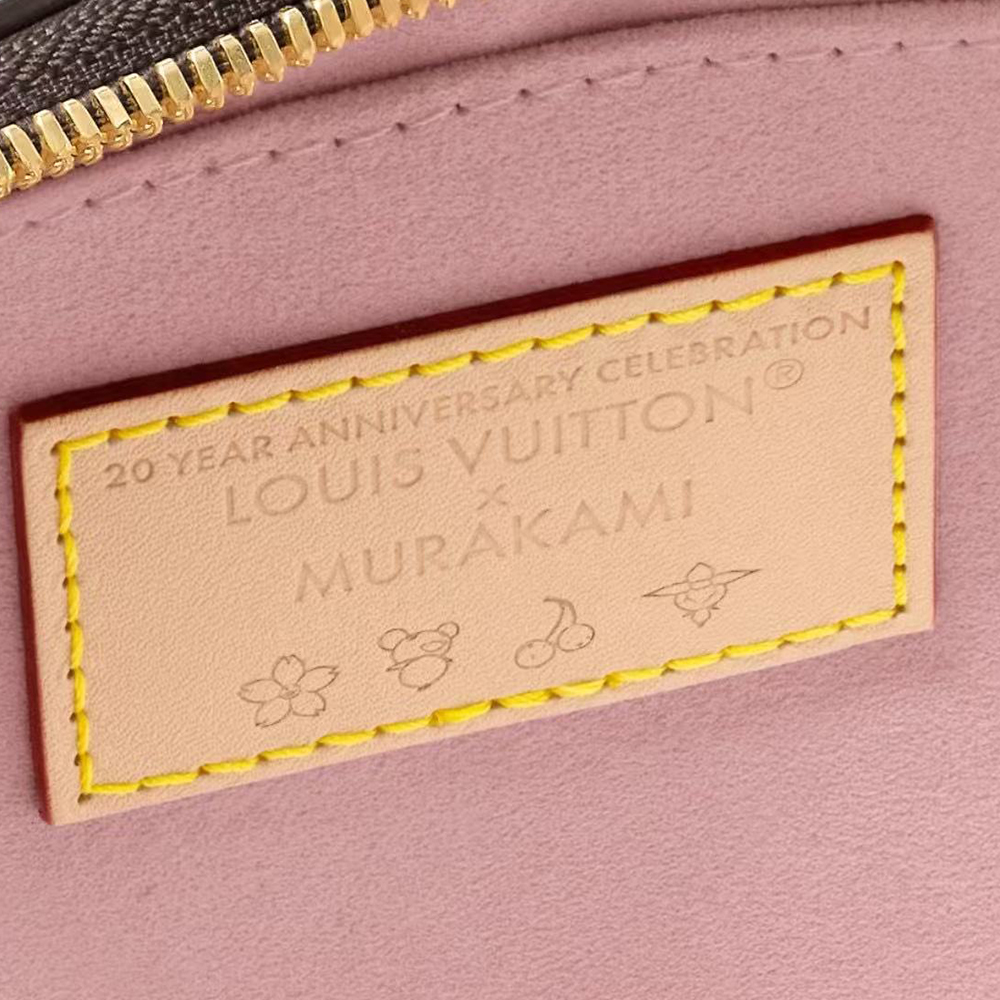 20 YEAR ANNIVERSARY CELEBRATION
LOUIS VUITTON®
×
MURAKAMI